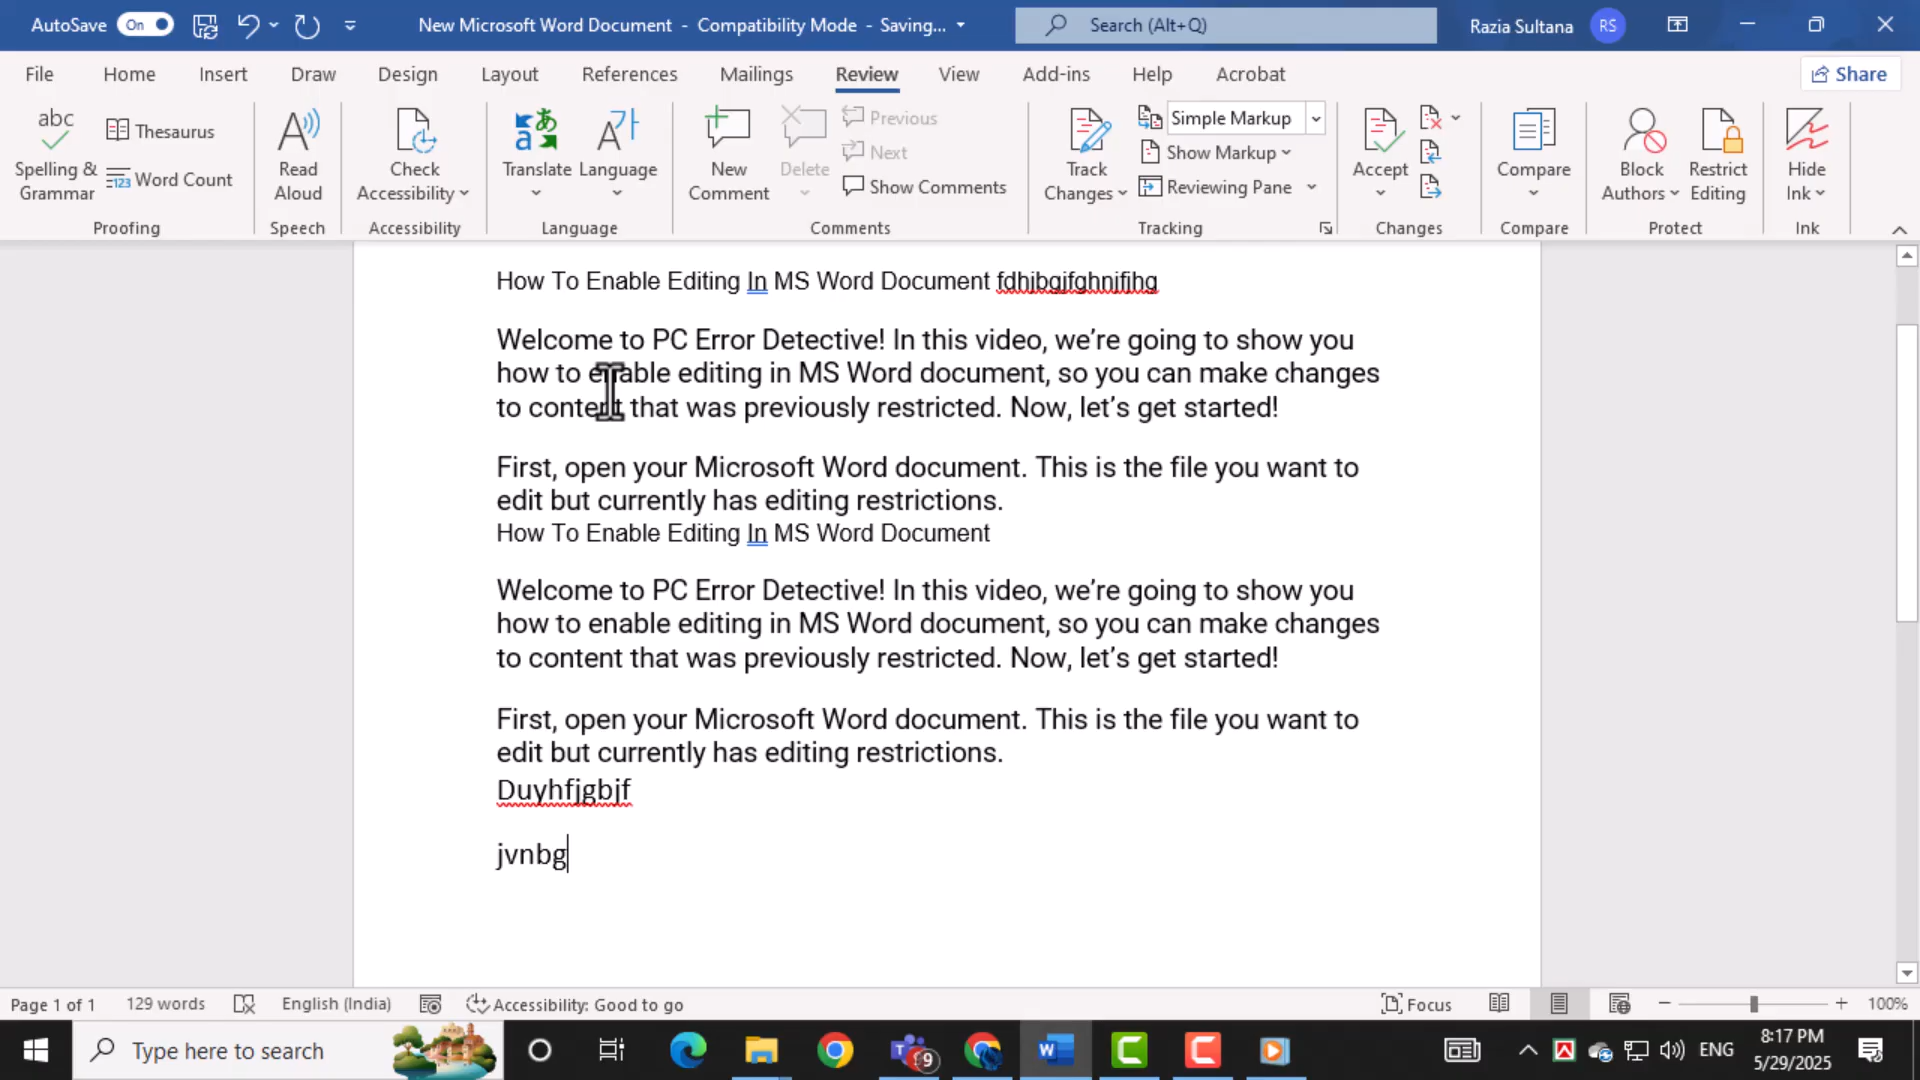 AutoSave On New Microsoft Word Document - Compatibility Mode - Saving... Search (Alt+Q) Razia Sultana RS
File Home Insert Draw Design Layout References Mailings Review View Add-ins Help Acrobat Share
abc Spelling & Grammar
Thesaurus
Word Count
Proofing
Read Aloud
Speech
Check Accessibility
Accessibility
Translate
Language
Language
New Comment
Delete
Previous
Next
Show Comments
Comments
Track Changes
Simple Markup
Show Markup
Reviewing Pane
Tracking
Accept
Changes
Compare
Compare
Block Authors
Restrict Editing
Protect
Hide Ink
Ink
How To Enable Editing In MS Word Document fdhjbgjfghnjfjhg
Welcome to PC Error Detective! In this video, we’re going to show you
how to enable editing in MS Word document, so you can make changes
to content that was previously restricted. Now, let’s get started!
First, open your Microsoft Word document. This is the file you want to
edit but currently has editing restrictions.
How To Enable Editing In MS Word Document
Welcome to PC Error Detective! In this video, we’re going to show you
how to enable editing in MS Word document, so you can make changes
to content that was previously restricted. Now, let’s get started!
First, open your Microsoft Word document. This is the file you want to
edit but currently has editing restrictions.
Duyhfjgbjf
jvnbg
Page 1 of 1 129 words English (India) Accessibility: Good to go Focus 100%
Type here to search ENG 8:17 PM
5/29/2025